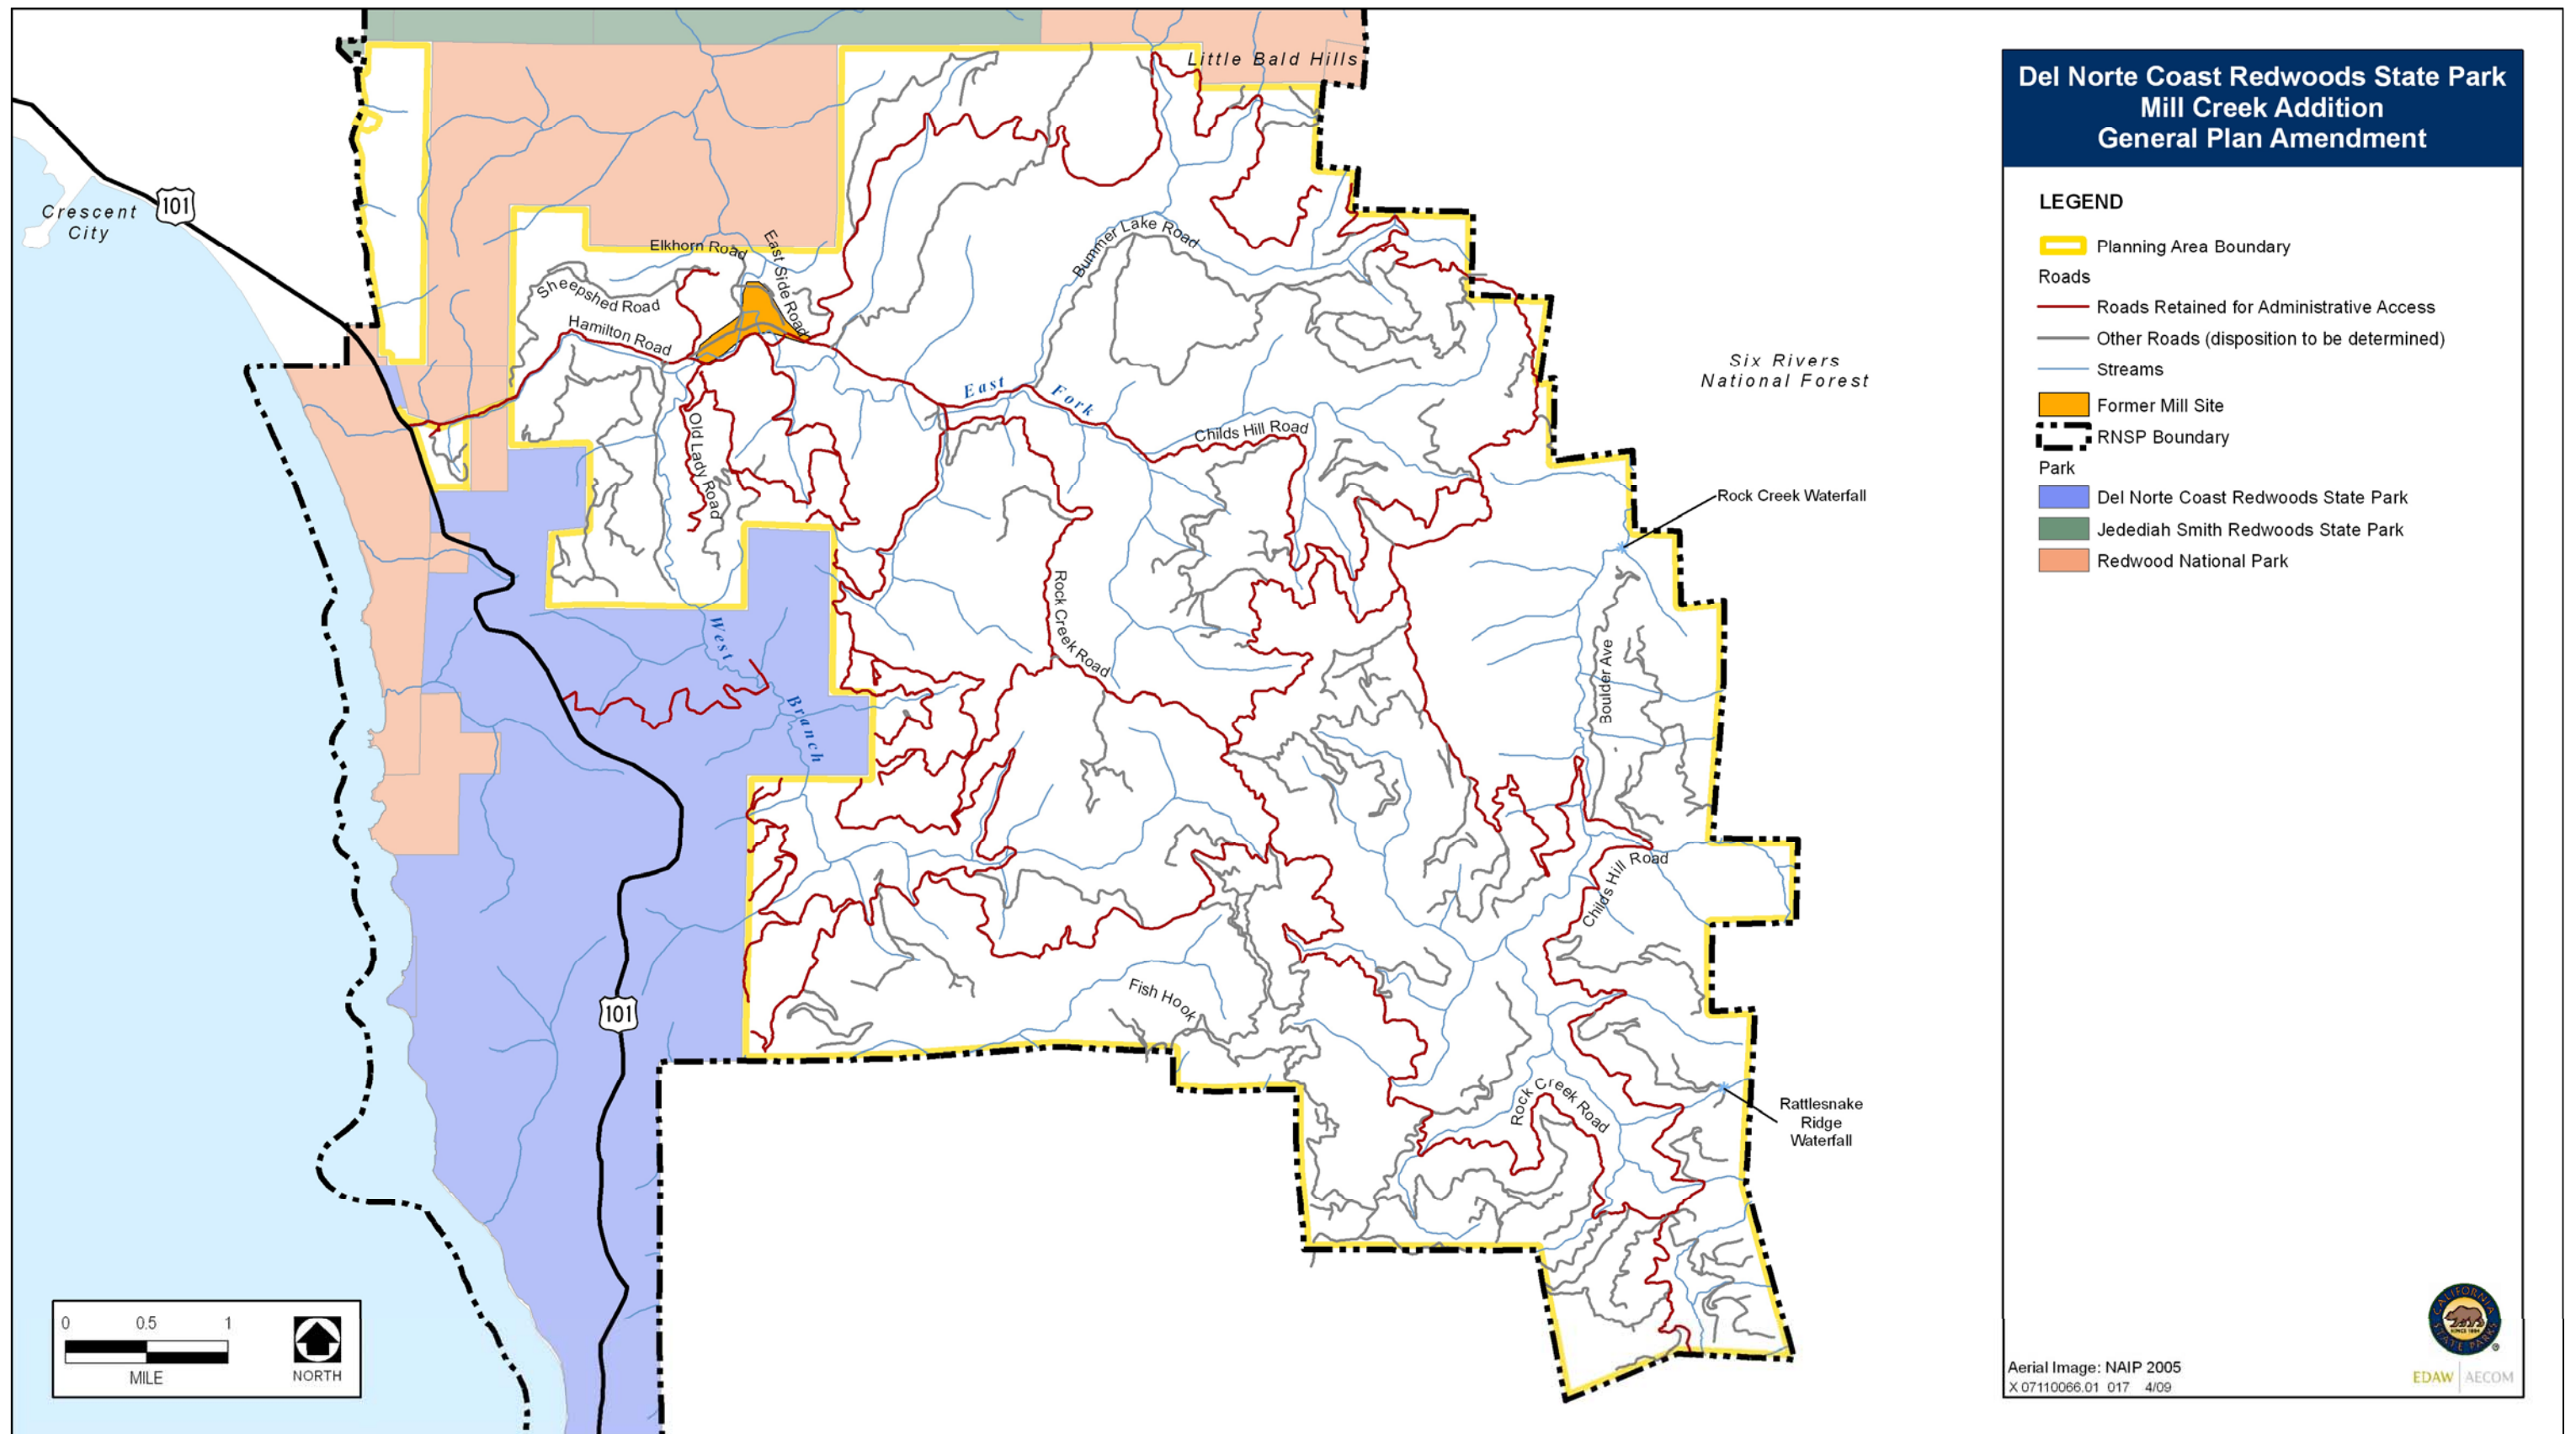 Little Bald Hills
Crescent
City
101
Elkhorn Road
East Side Road
Bummer Lake Road
Sheepshed Road
Hamilton Road
East
Fork
Childs Hill Road
Old Lady Road
Six Rivers
National Forest
Rock Creek Waterfall
Rock Creek Road
West
Branch
Boulder Ave
Childs Hill Road
Fish Hook
101
Rock Creek Road
Rattlesnake
Ridge
Waterfall
0 0.5 1
MILE
NORTH
Del Norte Coast Redwoods State Park
Mill Creek Addition
General Plan Amendment
LEGEND
Planning Area Boundary
Roads
Roads Retained for Administrative Access
Other Roads (disposition to be determined)
Streams
Former Mill Site
RNSP Boundary
Park
Del Norte Coast Redwoods State Park
Jedediah Smith Redwoods State Park
Redwood National Park
CALIFORNIA
SINCE 1864
STATE PARKS
®
Aerial Image: NAIP 2005
X 07110066.01 017 4/09
EDAW | AECOM